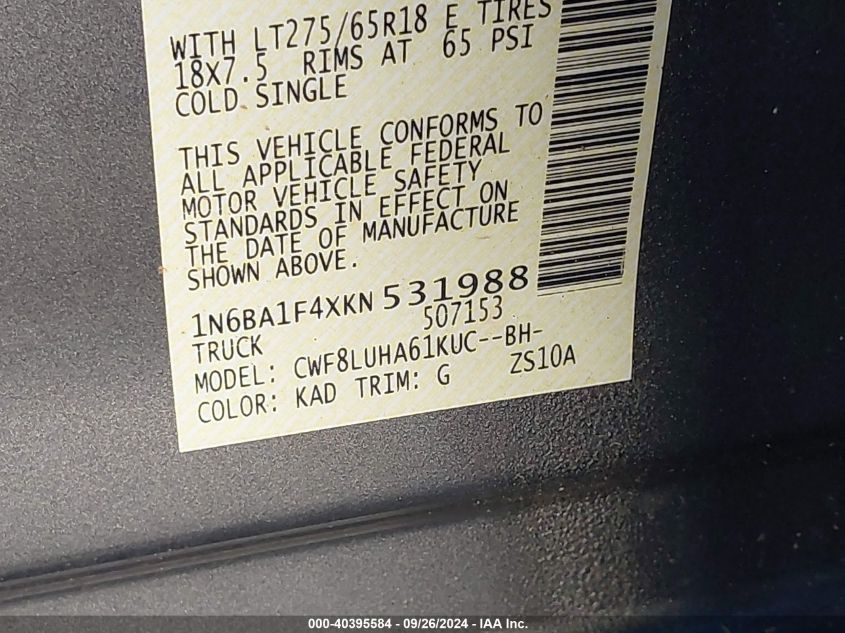 WITH LT275/65R18 E TIRES
18X7.5 RIMS AT 65 PSI
COLD SINGLE
THIS VEHICLE CONFORMS TO
ALL APPLICABLE FEDERAL
MOTOR VEHICLE SAFETY
STANDARDS IN EFFECT ON
THE DATE OF MANUFACTURE
SHOWN ABOVE.
1N6BA1F4XKN 531988
507153
TRUCK
MODEL: CWF8LUHA61KUC--BH-
COLOR: KAD TRIM: G ZS10A
000-40395584 - 09/26/2024 - IAA Inc.